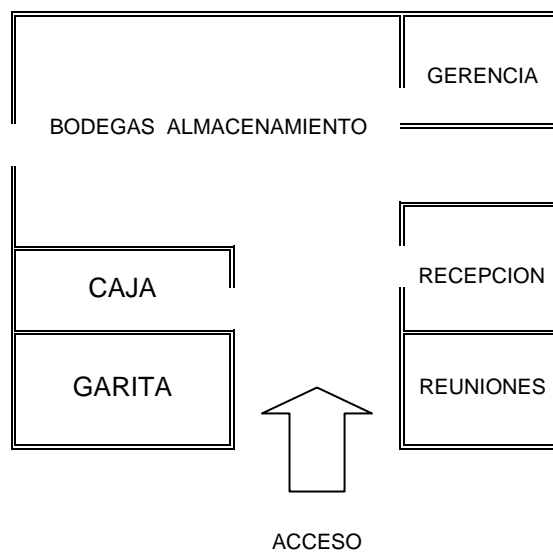 GERENCIA
BODEGAS ALMACENAMIENTO
RECEPCION
CAJA
GARITA
REUNIONES
ACCESO